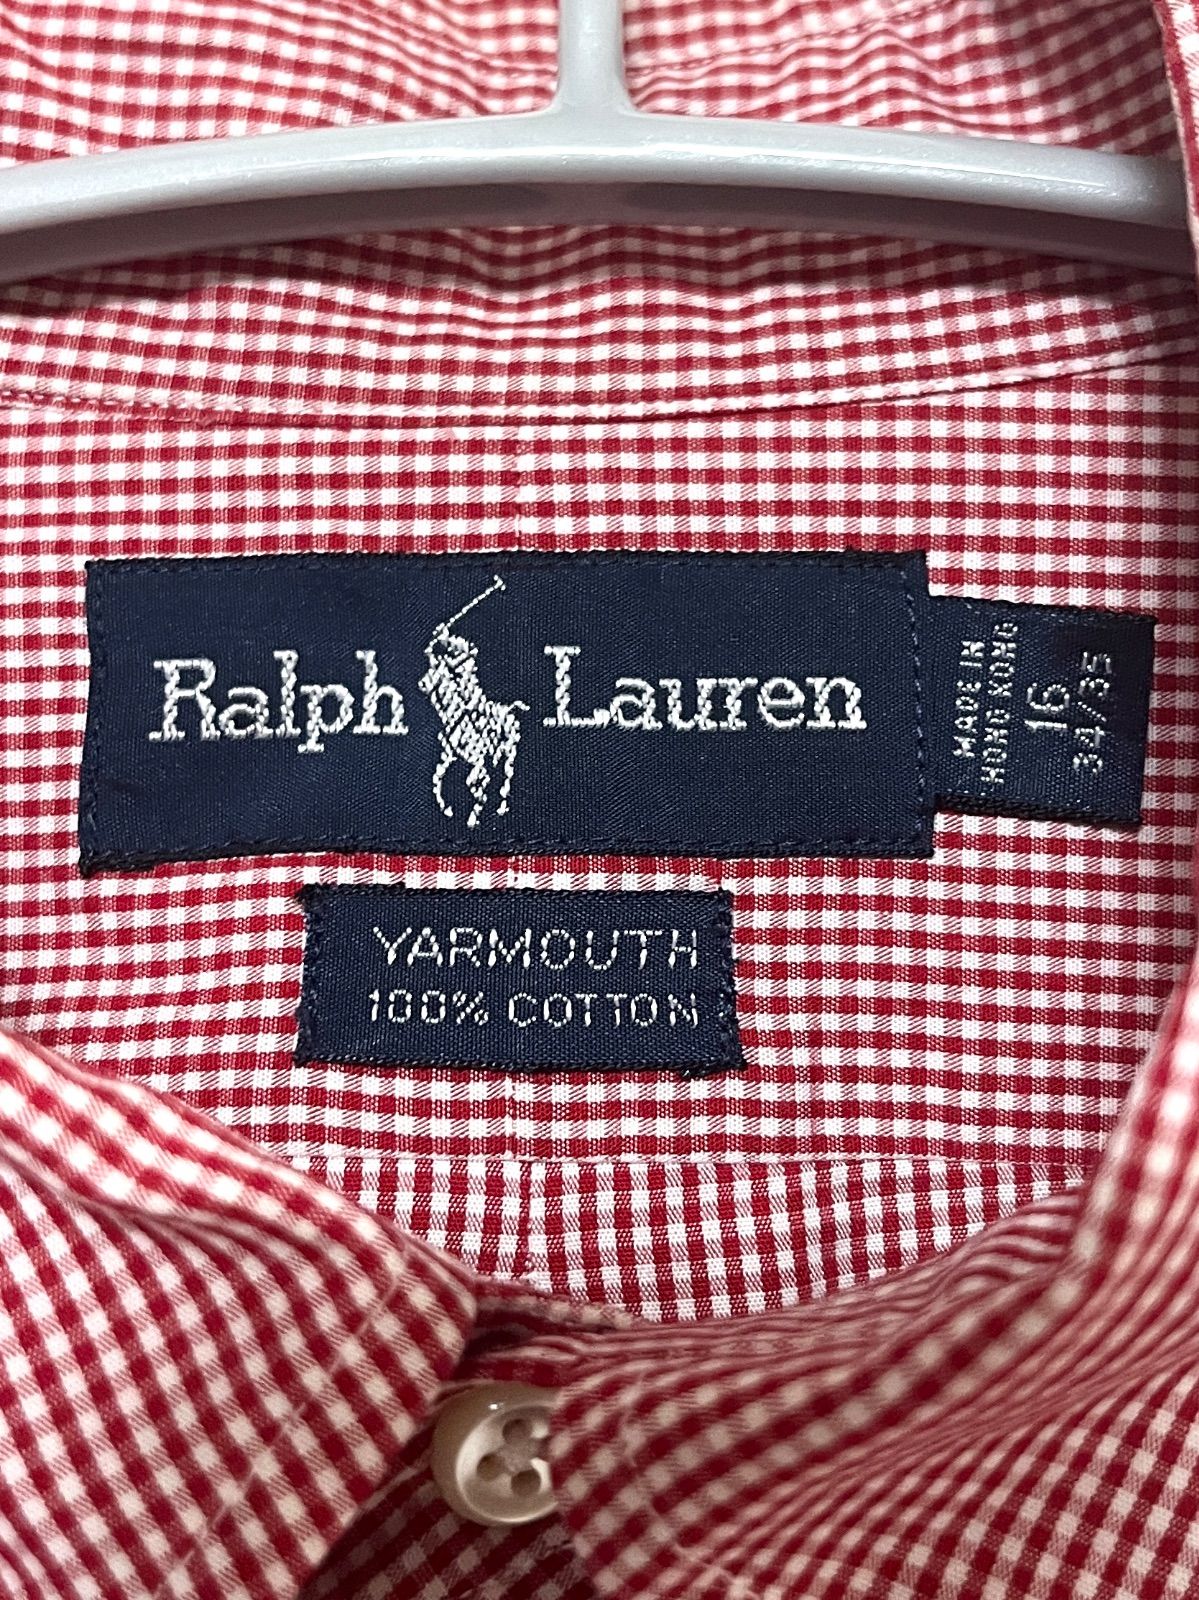 Ralph Lauren
MADE IN
HONG KONG
16
34/35
YARMOUTH
100% COTTON